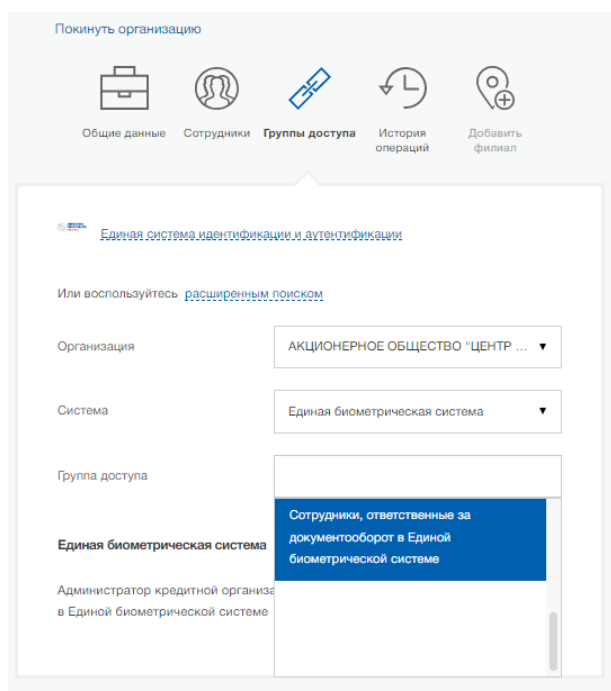 Покинуть организацию
Общие данные
Сотрудники
Группы доступа
История
операций
Добавить
филиал
Единая система идентификации и аутентификации
Или воспользуйтесь расширенным поиском
Организация
АКЦИОНЕРНОЕ ОБЩЕСТВО "ЦЕНТР ...
Система
Единая биометрическая система
Группа доступа
Сотрудники, ответственные за
документооборот в Единой
биометрической системе
Единая биометрическая система
Администратор кредитной организа
в Единой биометрической системе